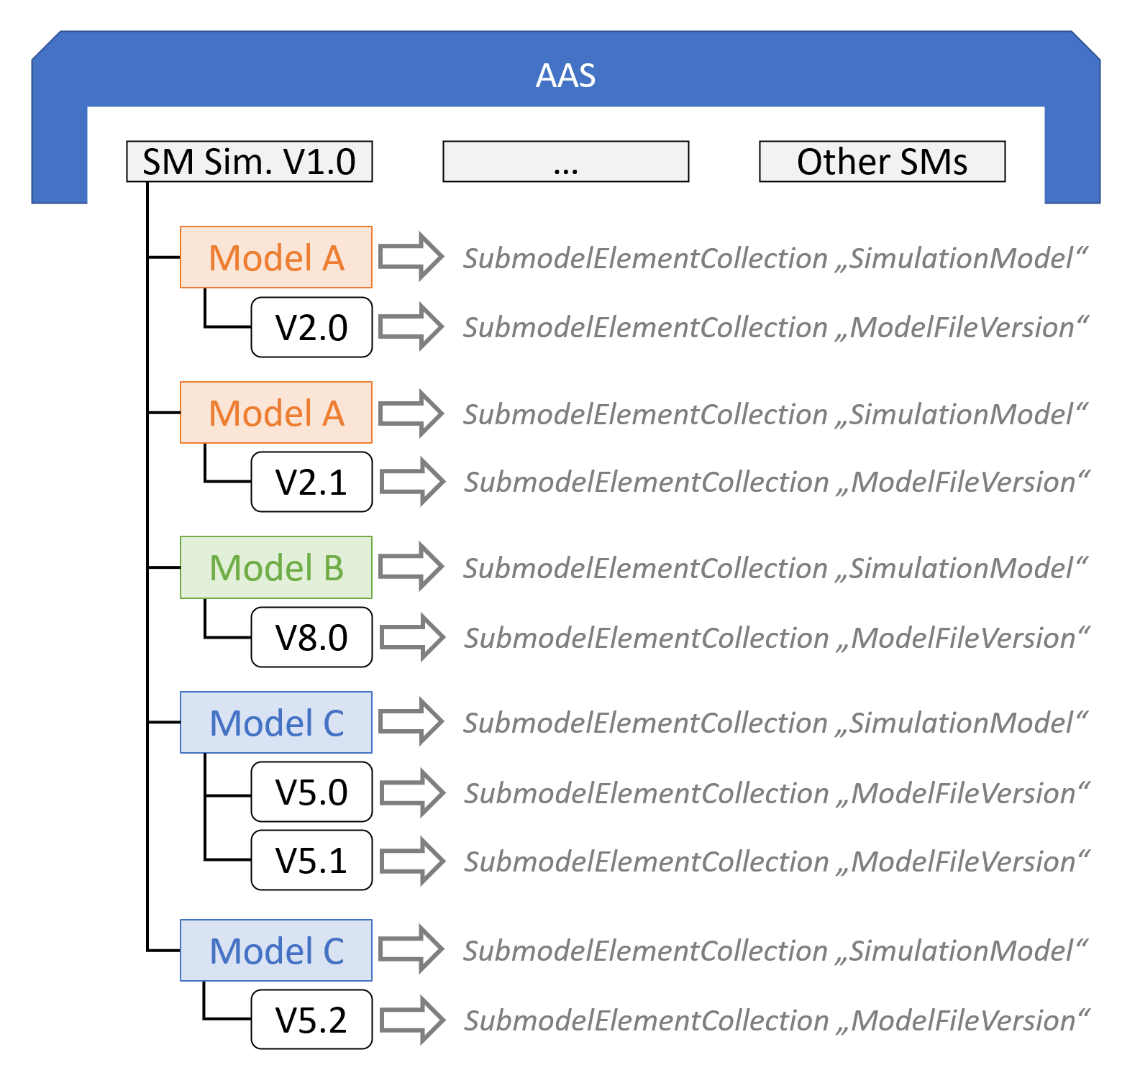 AAS
SM Sim. V1.0
...
Other SMs
Model A
SubmodelElementCollection „SimulationModel“
V2.0
SubmodelElementCollection „ModelFileVersion“
Model A
SubmodelElementCollection „SimulationModel“
V2.1
SubmodelElementCollection „ModelFileVersion“
Model B
SubmodelElementCollection „SimulationModel“
V8.0
SubmodelElementCollection „ModelFileVersion“
Model C
SubmodelElementCollection „SimulationModel“
V5.0
SubmodelElementCollection „ModelFileVersion“
V5.1
SubmodelElementCollection „ModelFileVersion“
Model C
SubmodelElementCollection „SimulationModel“
V5.2
SubmodelElementCollection „ModelFileVersion“